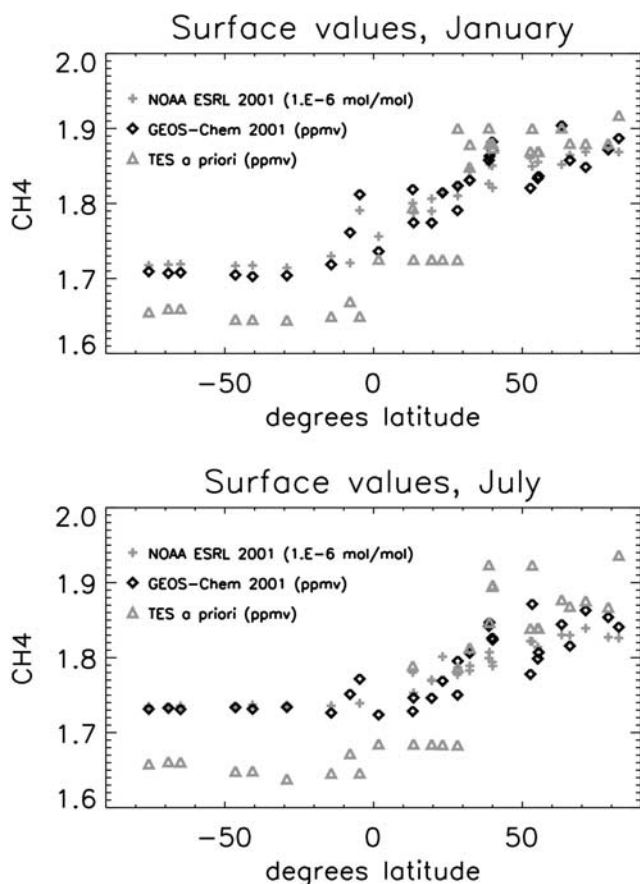 Surface values, January
2.0
NOAA ESRL 2001 (1.E-6 mol/mol)
1.9
GEOS-Chem 2001 (ppmv)
TES a priori (ppmv)
CH4
1.8
1.7
1.6
-50 0 50
degrees latitude
Surface values, July
2.0
NOAA ESRL 2001 (1.E-6 mol/mol)
1.9
GEOS-Chem 2001 (ppmv)
TES a priori (ppmv)
CH4
1.8
1.7
1.6
-50 0 50
degrees latitude